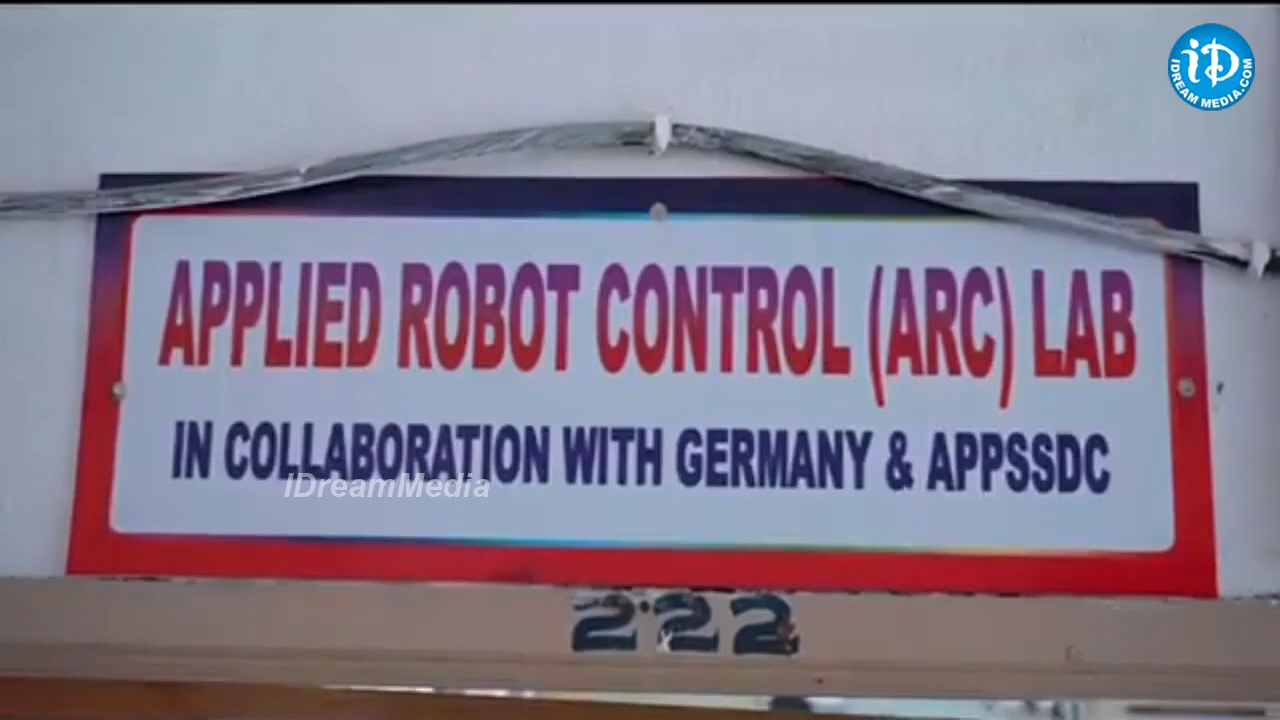 iD
IDREAM MEDIA.COM
APPLIED ROBOT CONTROL (ARC) LAB
IN COLLABORATION WITH GERMANY & APPSSDC
iDreamMedia
222